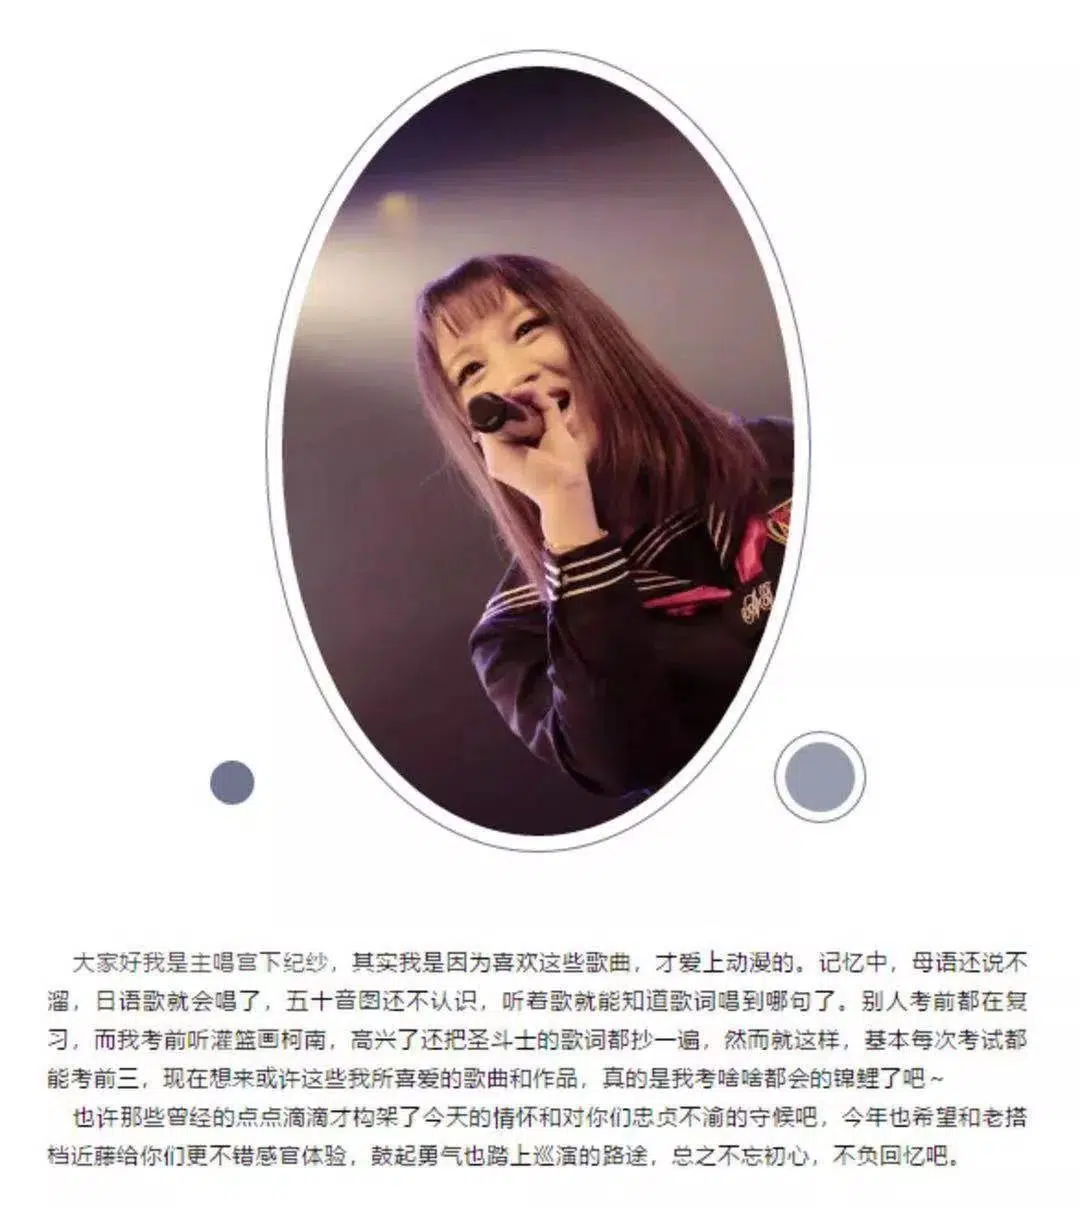 大家好我是主唱宫下纪纱，其实我是因为喜欢这些歌曲，才爱上动漫的。记忆中，母语还说不
溜，日语歌就会唱了，五十音图还不认识，听着歌就能知道歌词唱到哪句了。别人考前都在复
习，而我考前听灌篮画柯南，高兴了还把圣斗士的歌词都抄一遍，然而就这样，基本每次考试都
能考前三，现在想来或许这些我所喜爱的歌曲和作品，真的是我考啥啥都会的锦鲤了吧～
也许那些曾经的点点滴滴才构架了今天的情怀和对你们忠贞不渝的守候吧，今年也希望和老搭
档近藤给你们更不错感官体验，鼓起勇气也踏上巡演的路途，总之不忘初心，不负回忆吧。